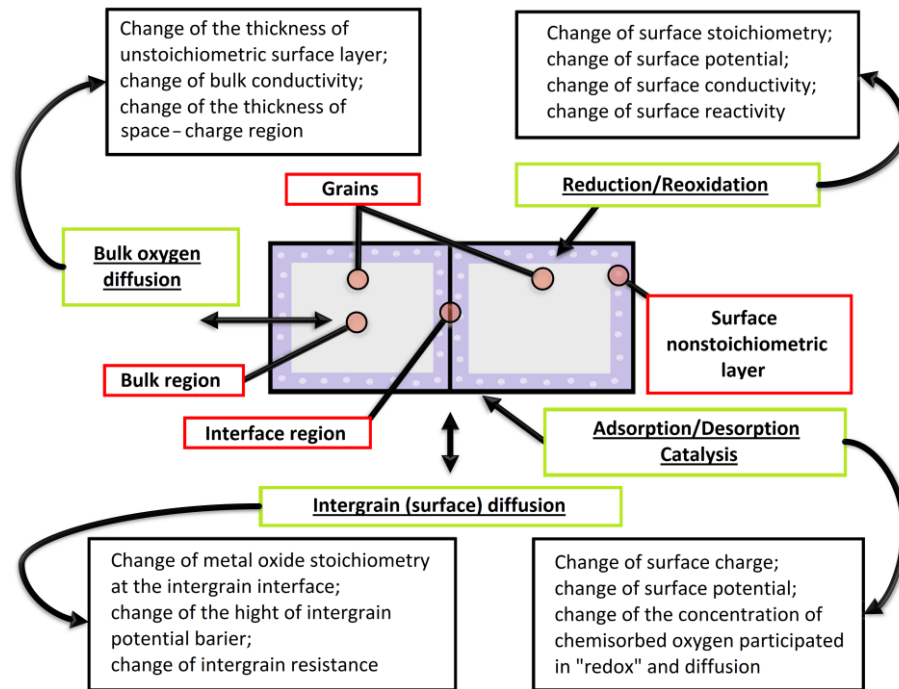 Change of the thickness of
unstoichiometric surface layer;
change of bulk conductivity;
change of the thickness of
space–charge region
Change of surface stoichiometry;
change of surface potential;
change of surface conductivity;
change of surface reactivity
Grains
Reduction/Reoxidation
Bulk oxygen
diffusion
Surface
nonstoichiometric
layer
Bulk region
Interface region
Adsorption/Desorption
Catalysis
Intergrain (surface) diffusion
Change of metal oxide stoichiometry
at the intergrain interface;
change of the hight of intergrain
potential barier;
change of intergrain resistance
Change of surface charge;
change of surface potential;
change of the concentration of
chemisorbed oxygen participated
in "redox" and diffusion